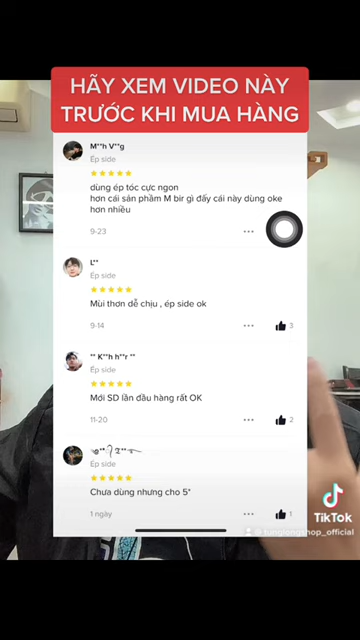 HÃY XEM VIDEO NÀY
TRƯỚC KHI MUA HÀNG
M**h V**g
Ép side
dùng ép tóc cực ngon
hơn cái sản phầm M bir gì đấy cái này dùng oke
hơn nhiều
9-23
L**
Ép side
Mùi thơn dễ chịu , ép side ok
9-14
3
** K**h h**r **
Ép side
Mới SD lần đầu hàng rất OK
11-20
2
Ép side
Chưa dùng nhưng cho 5*
1 ngày
1
TikTok
@tunglongshop_official